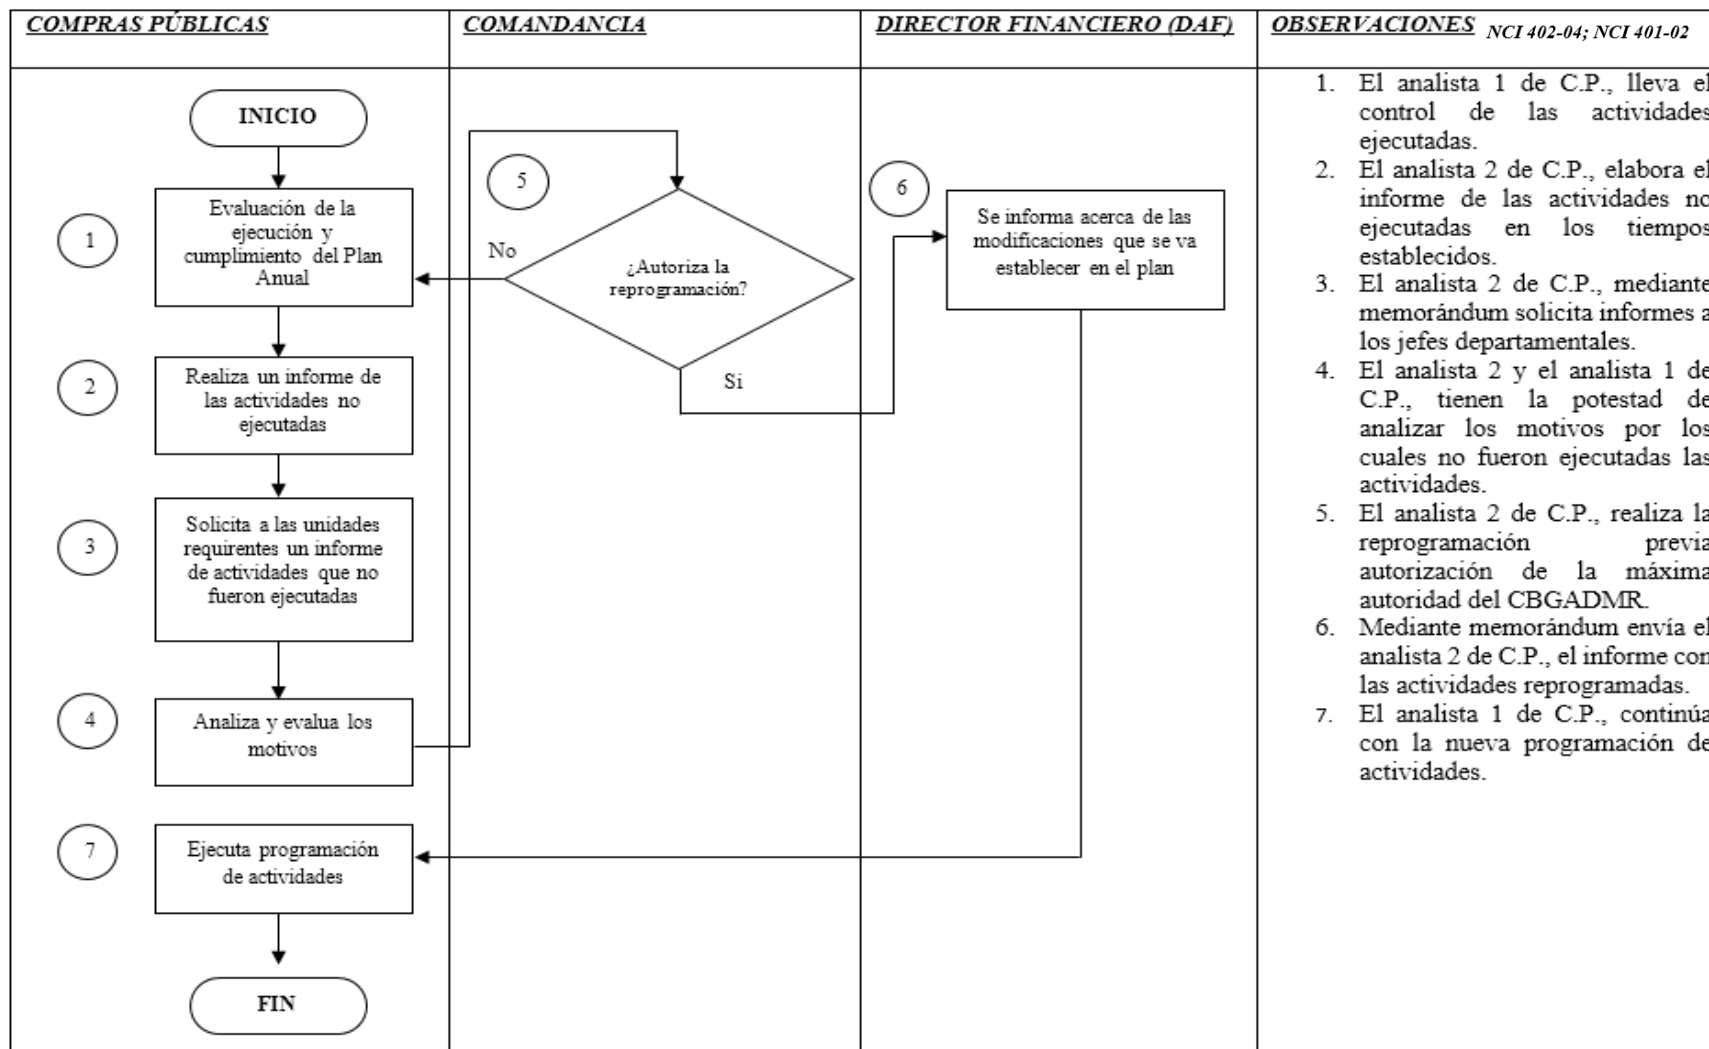 COMPRAS PÚBLICAS
COMANDANCIA
DIRECTOR FINANCIERO (DAF)
OBSERVACIONES NCI 402-04; NCI 401-02
INICIO
1
Evaluación de la
ejecución y
cumplimiento del Plan
Anual
2
Realiza un informe de
las actividades no
ejecutadas
3
Solicita a las unidades
requirentes un informe
de actividades que no
fueron ejecutadas
4
Analiza y evalua los
motivos
7
Ejecuta programación
de actividades
FIN
5
No
¿Autoriza la
reprogramación?
Si
6
Se informa acerca de las
modificaciones que se va
establecer en el plan
1. El analista 1 de C.P., lleva el
control de las actividades
ejecutadas.
2. El analista 2 de C.P., elabora el
informe de las actividades no
ejecutadas en los tiempos
establecidos.
3. El analista 2 de C.P., mediante
memorándum solicita informes a
los jefes departamentales.
4. El analista 2 y el analista 1 de
C.P., tienen la potestad de
analizar los motivos por los
cuales no fueron ejecutadas las
actividades.
5. El analista 2 de C.P., realiza la
reprogramación previa
autorización de la máxima
autoridad del CBGADMR.
6. Mediante memorándum envía el
analista 2 de C.P., el informe con
las actividades reprogramadas.
7. El analista 1 de C.P., continúa
con la nueva programación de
actividades.